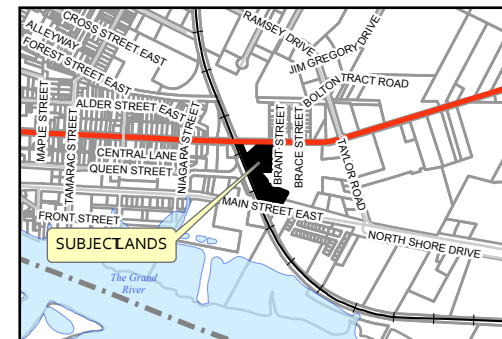 CROSS STREET EAST
RAMSEY DRIVE
ALLEYWAY
JIM GREGORY DRIVE
FOREST STREET EAST
BOLTON TRACT ROAD
ALDER STREET EAST
MAPLE STREET
TAMARAC STREET
NIAGARA STREET
BRANT STREET
BRACE STREET
TAYLOR ROAD
CENTRAL LANE
QUEEN STREET
MAIN STREET EAST
FRONT STREET
NORTH SHORE DRIVE
SUBJECT LANDS
The Grand
River